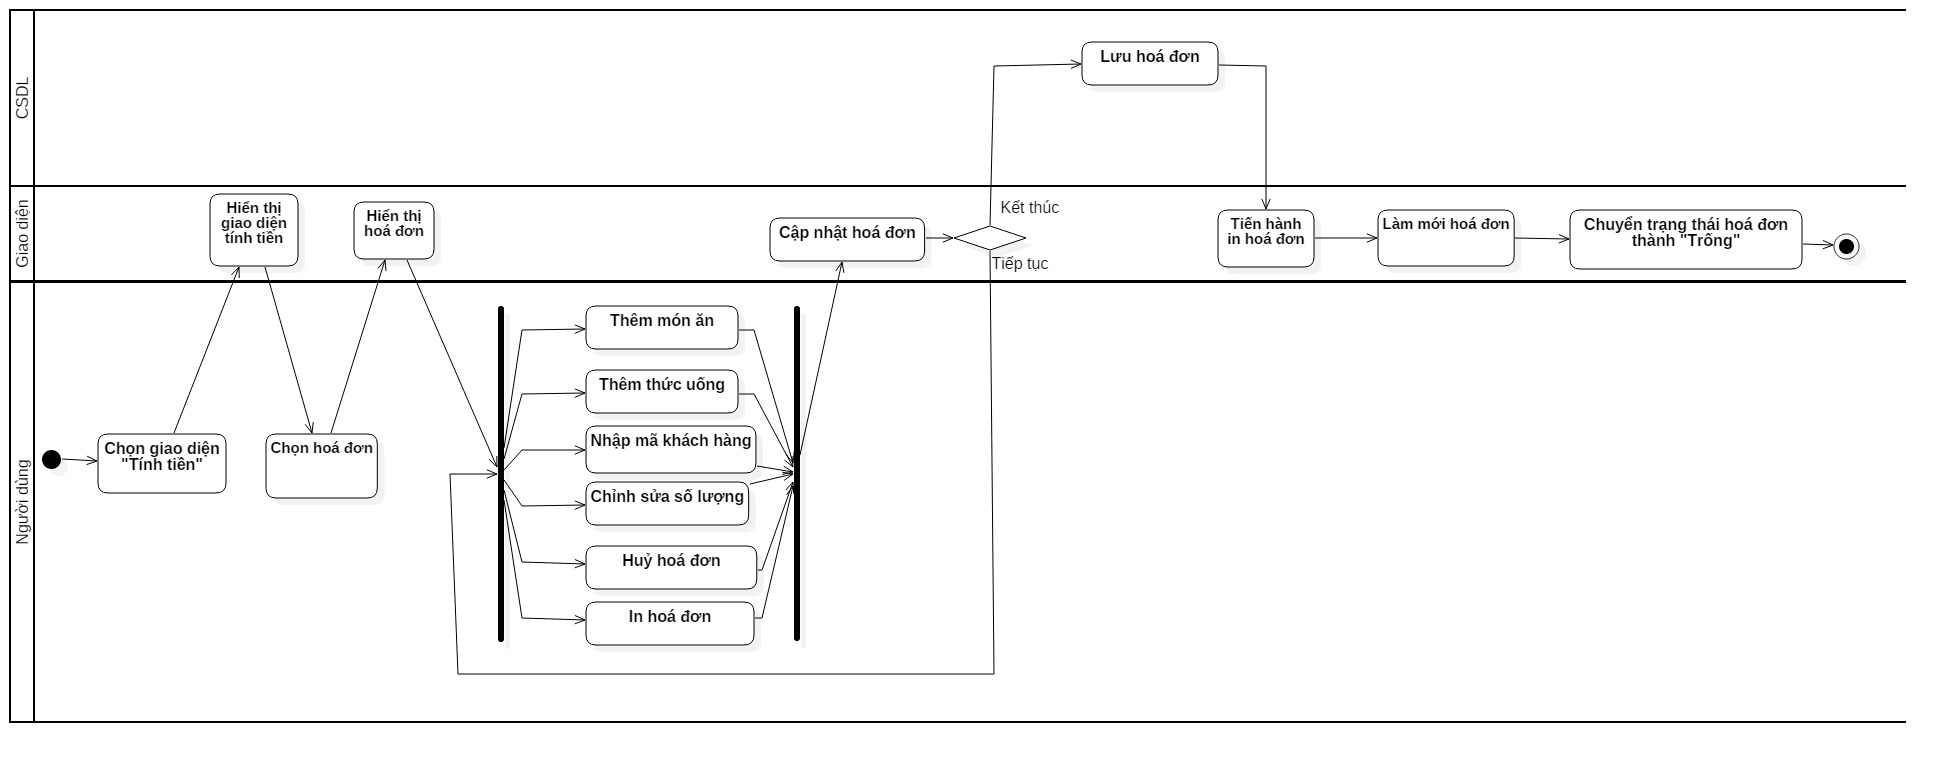 CSDL
Lưu hoá đơn
Giao diện
Hiển thị
giao diện
tính tiền
Hiển thị
hoá đơn
Cập nhật hoá đơn
Kết thúc
Tiếp tục
Tiến hành
in hoá đơn
Làm mới hoá đơn
Chuyển trạng thái hoá đơn
thành "Trống"
Người dùng
Chọn giao diện
"Tính tiền"
Chọn hoá đơn
Thêm món ăn
Thêm thức uống
Nhập mã khách hàng
Chỉnh sửa số lượng
Huỷ hoá đơn
In hoá đơn